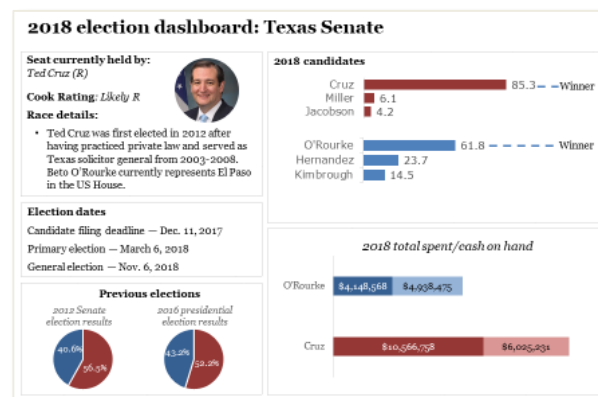 2018 election dashboard: Texas Senate
Seat currently held by:
Ted Cruz (R)
Cook Rating: Likely R
Race details:
• Ted Cruz was first elected in 2012 after
having practiced private law and served as
Texas solicitor general from 2003-2008.
Beto O'Rourke currently represents El Paso
in the US House.
Election dates
Candidate filing deadline — Dec. 11, 2017
Primary election — March 6, 2018
General election — Nov. 6, 2018
Previous elections
2012 Senate
election results
40.6%
56.5%
2016 presidential
election results
43.2%
52.2%
2018 candidates
Cruz 85.3 Winner
Miller 6.1
Jacobson 4.2
O'Rourke 61.8 Winner
Hernandez 23.7
Kimbrough 14.5
2018 total spent/cash on hand
O'Rourke $4,148,568 $4,938,475
Cruz $10,566,758 $6,025,231